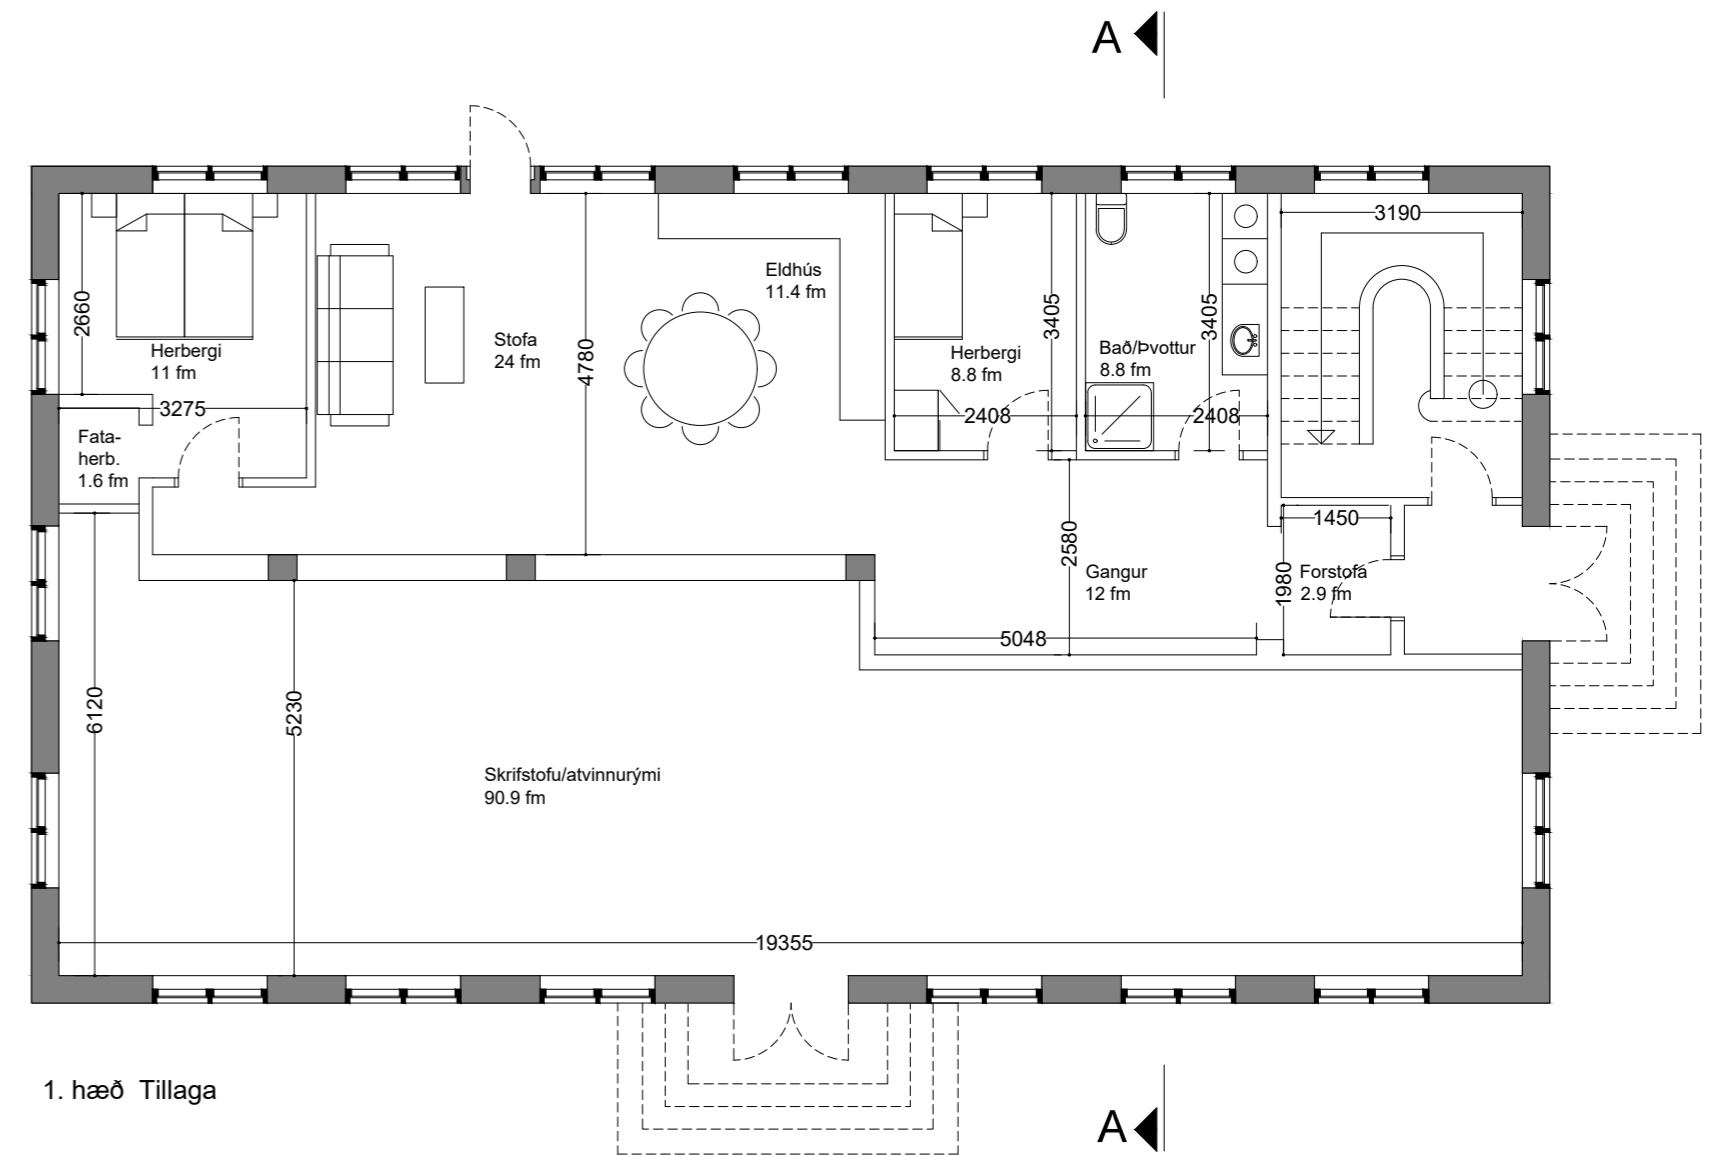 A
3190
2660
Eldhús
11.4 fm
Stofa
24 fm
4780
3405
3405
Herbergi
11 fm
Herbergi
8.8 fm
Bað/Þvottur
8.8 fm
3275
2408
2408
Fata-
herb.
1.6 fm
1450
2580
Gangur
12 fm
1980
Forstofa
2.9 fm
5048
6120
5230
Skrifstofu/atvinnurými
90.9 fm
19355
1. hæð Tillaga
A